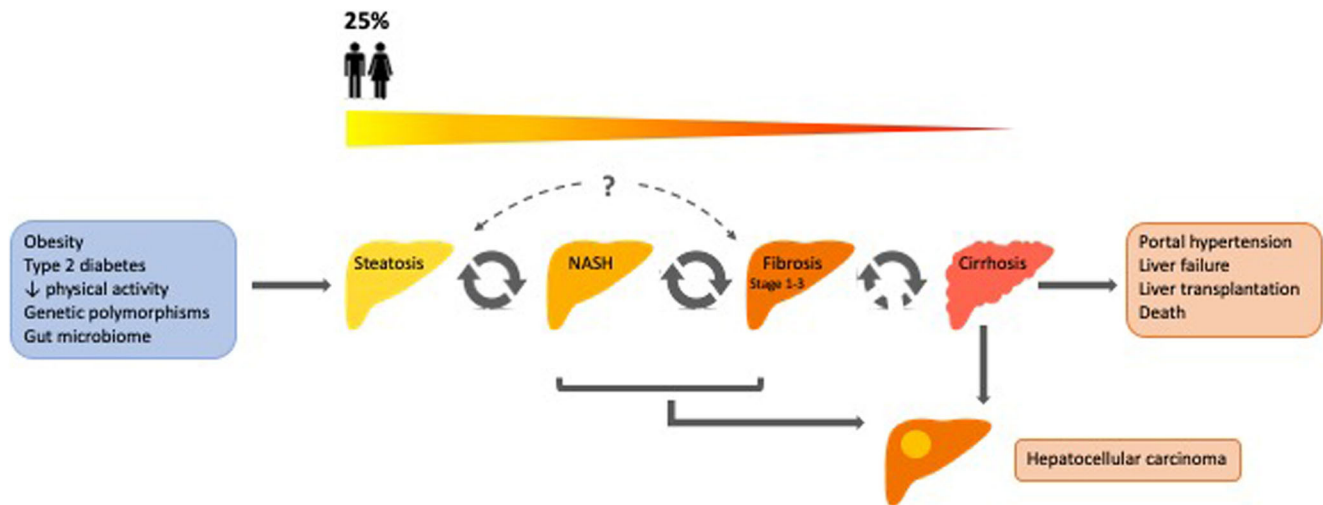 25%
?
Obesity
Type 2 diabetes
↓ physical activity
Genetic polymorphisms
Gut microbiome
Steatosis
NASH
Fibrosis
Stage 1-3
Cirrhosis
Portal hypertension
Liver failure
Liver transplantation
Death
Hepatocellular carcinoma